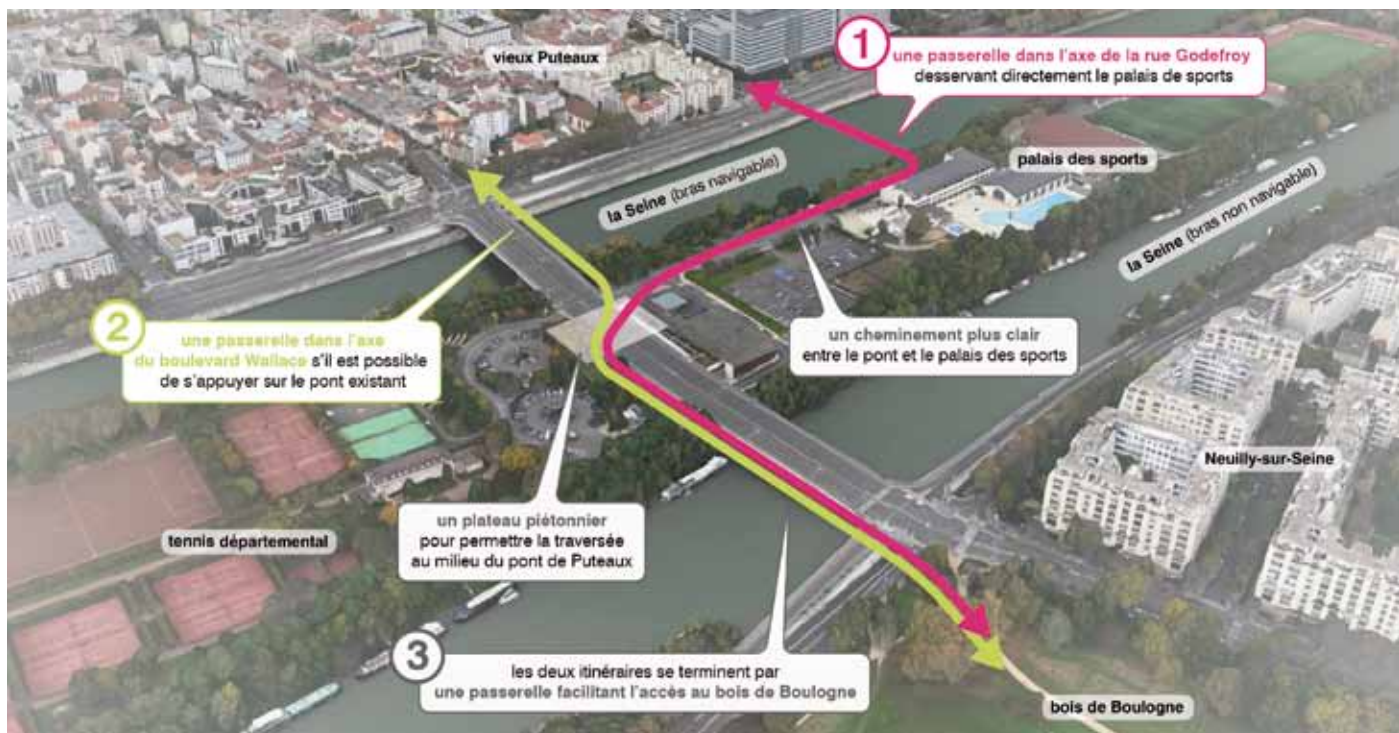 vieux Puteaux
1
une passerelle dans l'axe de la rue Godefroy
desservant directement le palais de sports
palais des sports
la Seine (bras navigable)
la Seine (bras non navigable)
2
une passerelle dans l'axe
du boulevard Wallace s'il est possible
de s'appuyer sur le pont existant
un cheminement plus clair
entre le pont et le palais des sports
Neuilly-sur-Seine
un plateau piétonnier
pour permettre la traversée
au milieu du pont de Puteaux
tennis départemental
3
les deux itinéraires se terminent par
une passerelle facilitant l'accès au bois de Boulogne
bois de Boulogne